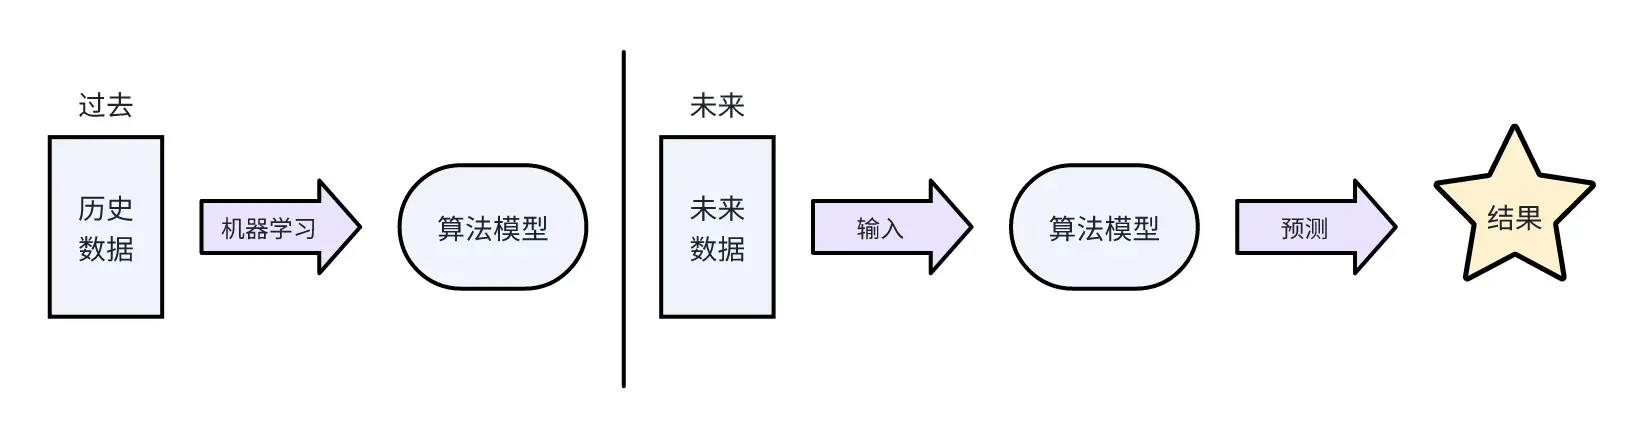 过去
历史
数据
机器学习
算法模型
未来
未来
数据
输入
算法模型
预测
结果